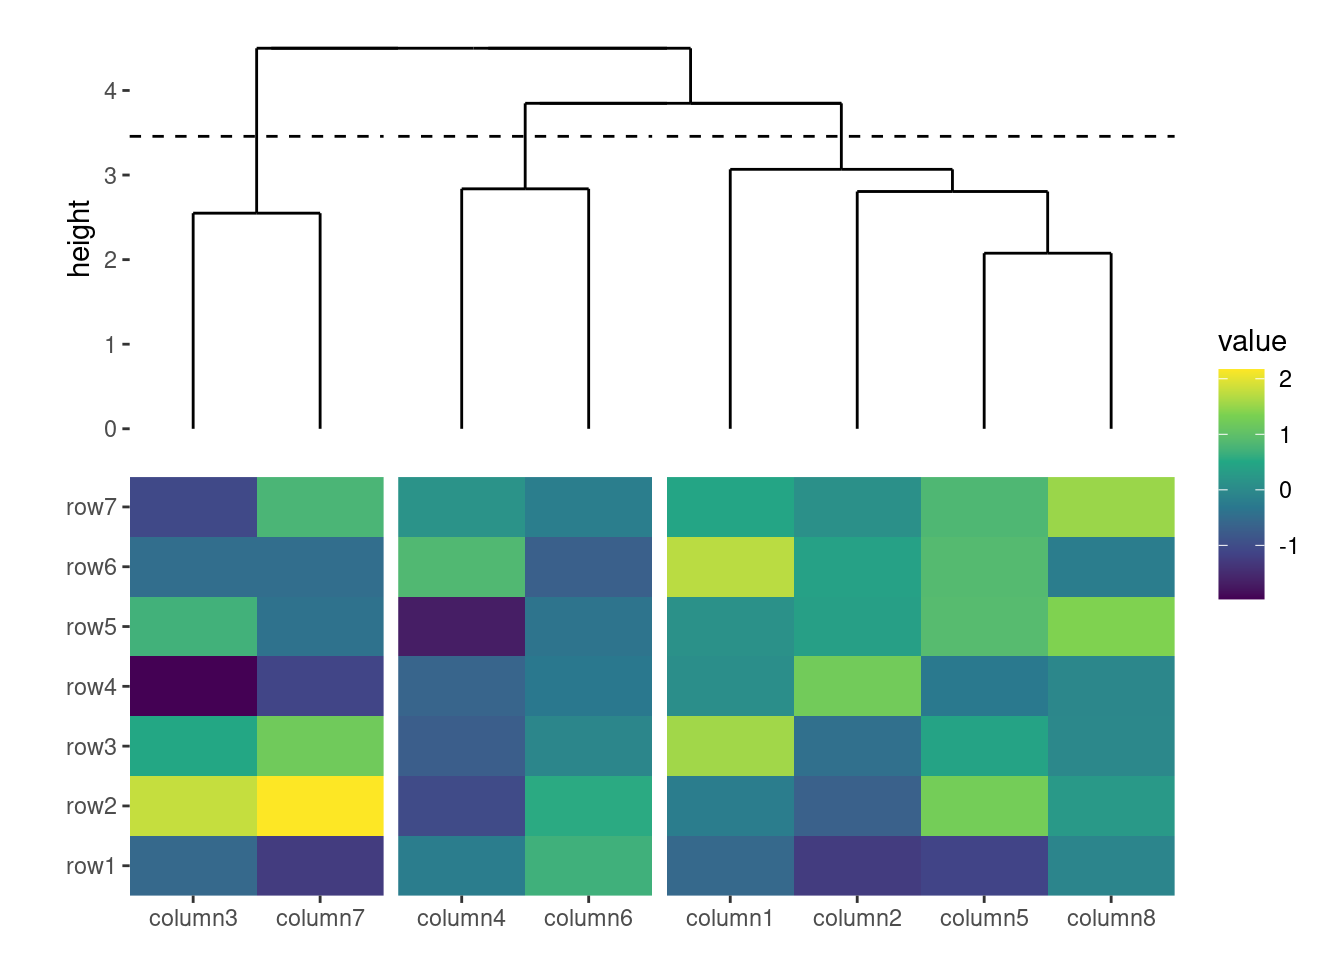 4
3
2
1
0
height
value
2
1
0
-1
row7
row6
row5
row4
row3
row2
row1
column3 column7 column4 column6 column1 column2 column5 column8